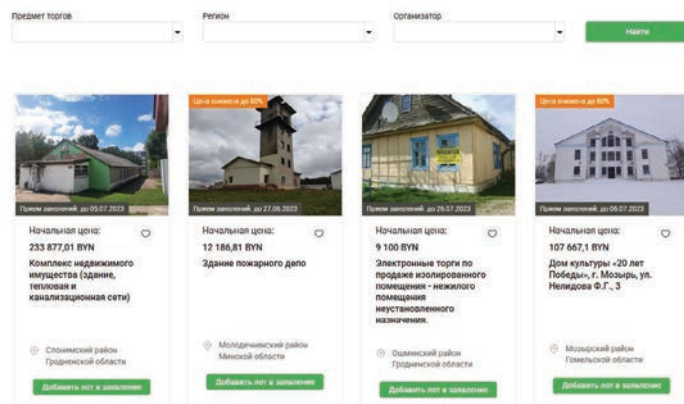 Предмет торгов
Регион
Организатор
Найти
Цена снижена до 80%
Прием заявлений: до 05.07.2023
Начальная цена:
233 877,01 BYN
Комплекс недвижимого
имущества (здание,
тепловая и
канализационная сети)
Слонимский район
Гродненской области
Добавить лот в заявление
Прием заявлений: до 27.06.2023
Начальная цена:
12 186,81 BYN
Здание пожарного депо
Молодечненский район
Минской области
Добавить лот в заявление
Прием заявлений: до 26.07.2023
Начальная цена:
9 100 BYN
Электронные торги по
продаже изолированного
помещения - нежилого
помещения
неустановленного
назначения.
Ошмянский район
Гродненской области
Добавить лот в заявление
Цена снижена до 80%
Прием заявлений: до 06.07.2023
Начальная цена:
107 667,1 BYN
Дом культуры «20 лет
Победы», г. Мозырь, ул.
Нелидова Ф.Г., 3
Мозырский район
Гомельской области
Добавить лот в заявление